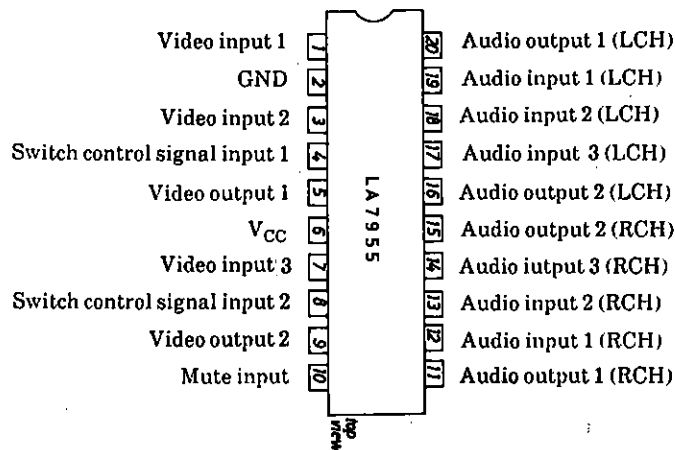 Video input 1
GND
Video input 2
Switch control signal input 1
Video output 1
VCC
Video input 3
Switch control signal input 2
Video output 2
Mute input
1
2
3
4
5
6
7
8
9
10
LA7955
top
view
20
19
18
17
16
15
14
13
12
11
Audio output 1 (LCH)
Audio input 1 (LCH)
Audio input 2 (LCH)
Audio input 3 (LCH)
Audio output 2 (LCH)
Audio output 2 (RCH)
Audio iutput 3 (RCH)
Audio input 2 (RCH)
Audio input 1 (RCH)
Audio output 1 (RCH)